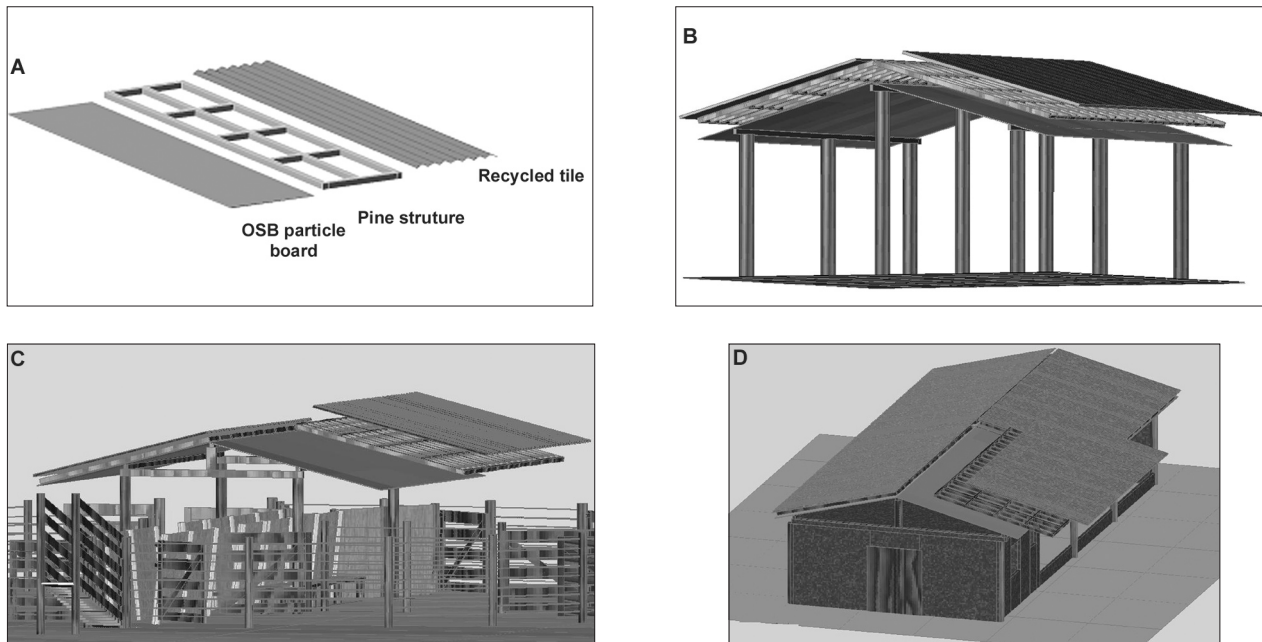 A
Recycled tile
Pine struture
OSB particle
board
B
C
D